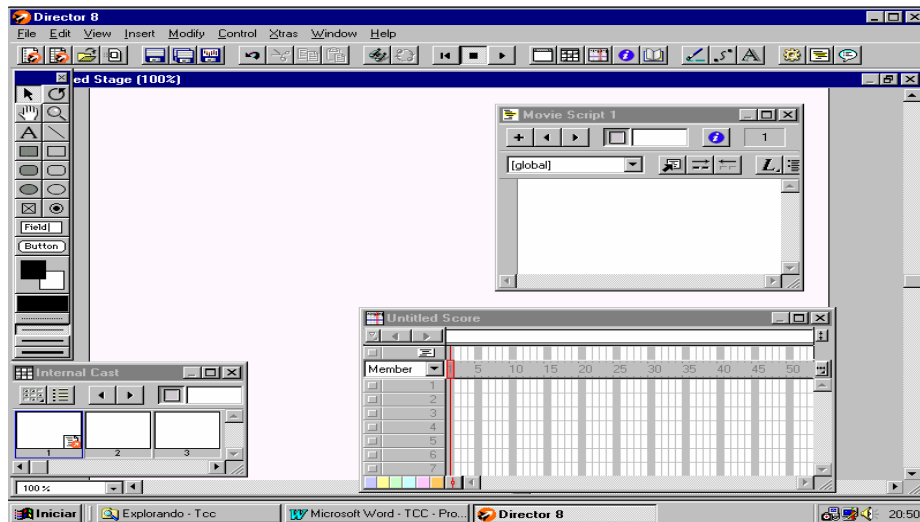 Director 8
File Edit View Insert Modify Control Xtras Window Help
ed Stage (100%)
Movie Script 1
1
[global]
Field
Button
Untitled Score
Member 1 5 10 15 20 25 30 35 40 45 50
1
2
3
4
5
6
7
Internal Cast
1 2 3
100%
Iniciar Explorando - Tcc Microsoft Word - TCC - Pro... Director 8